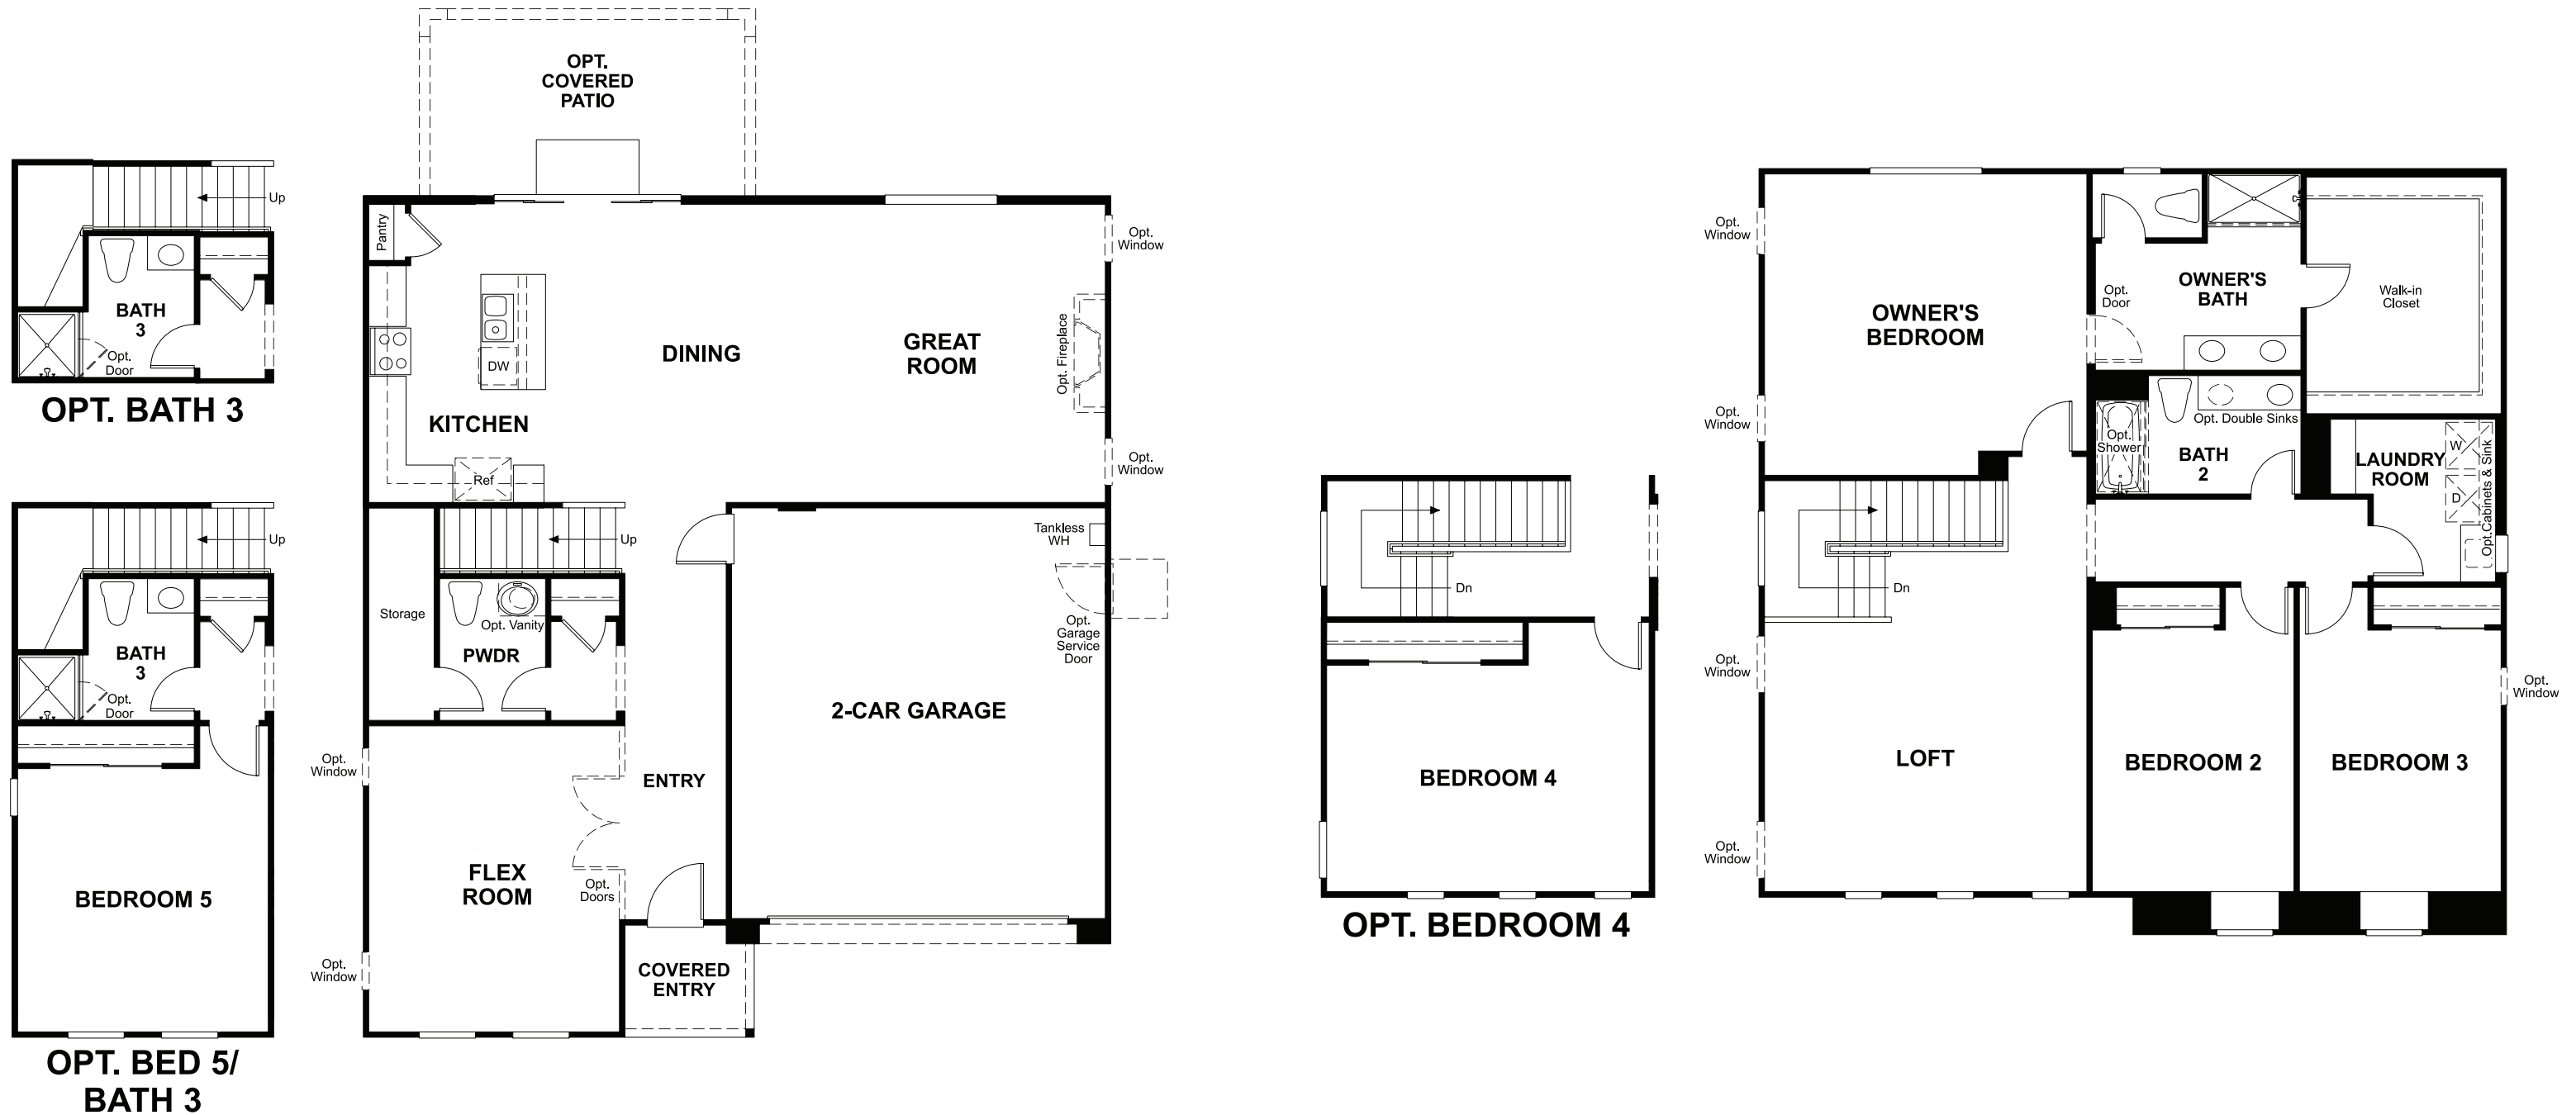 Up
BATH
3
Opt.
Door
OPT. BATH 3
Up
BATH
3
Opt.
Door
BEDROOM 5
OPT. BED 5/
BATH 3
OPT.
COVERED
PATIO
Pantry
DW
KITCHEN
Ref
DINING
GREAT
ROOM
Opt. Fireplace
Opt.
Window
Opt.
Window
Up
Storage
Opt. Vanity
PWDR
Tankless
WH
Opt.
Garage
Service
Door
2-CAR GARAGE
Opt.
Window
ENTRY
FLEX
ROOM
Opt.
Doors
Opt.
Window
COVERED
ENTRY
Dn
BEDROOM 4
OPT. BEDROOM 4
Opt.
Window
Opt.
Window
OWNER'S
BEDROOM
Opt.
Door
OWNER'S
BATH
Walk-in
Closet
Opt. Double Sinks
Opt.
Shower
BATH
2
LAUNDRY
ROOM
W
D
Opt.Cabinets & Sink
Dn
Opt.
Window
Opt.
Window
LOFT
BEDROOM 2
BEDROOM 3
Opt.
Window